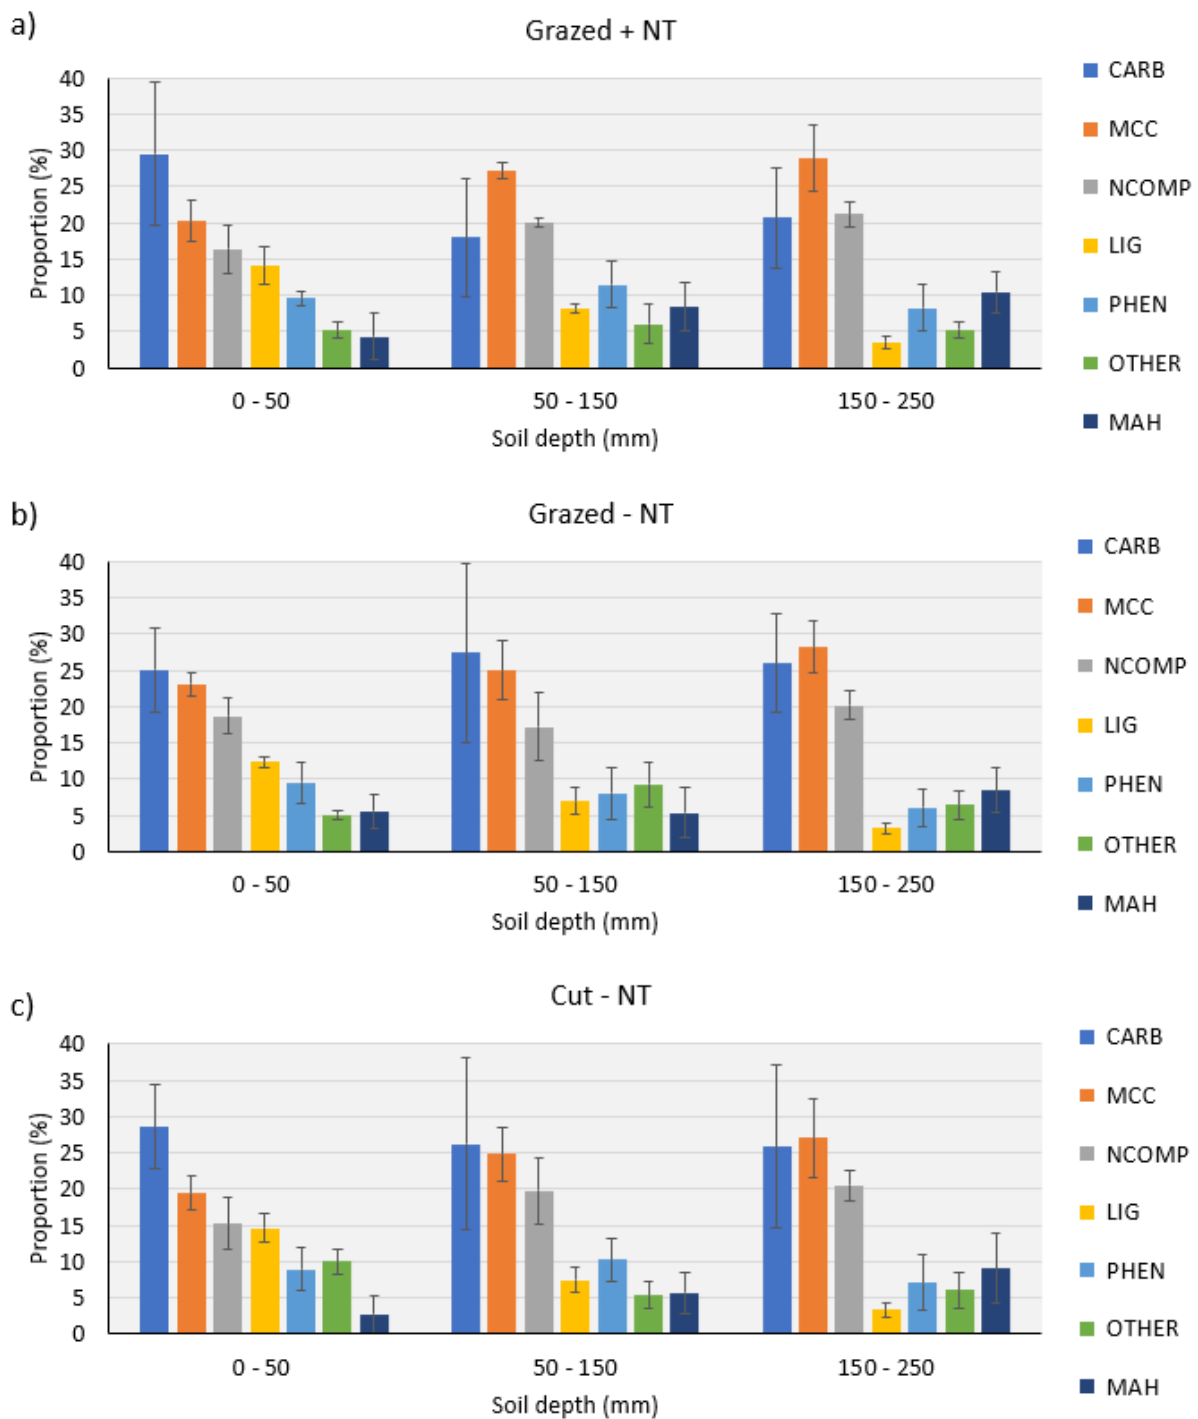 a)
Grazed + NT
Proportion (%)
40
35
30
25
20
15
10
5
0
0 - 50
50 - 150
150 - 250
Soil depth (mm)
CARB
MCC
NCOMP
LIG
PHEN
OTHER
MAH
b)
Grazed - NT
Proportion (%)
40
35
30
25
20
15
10
5
0
0 - 50
50 - 150
150 - 250
Soil depth (mm)
CARB
MCC
NCOMP
LIG
PHEN
OTHER
MAH
c)
Cut - NT
Proportion (%)
40
35
30
25
20
15
10
5
0
0 - 50
50 - 150
150 - 250
Soil depth (mm)
CARB
MCC
NCOMP
LIG
PHEN
OTHER
MAH